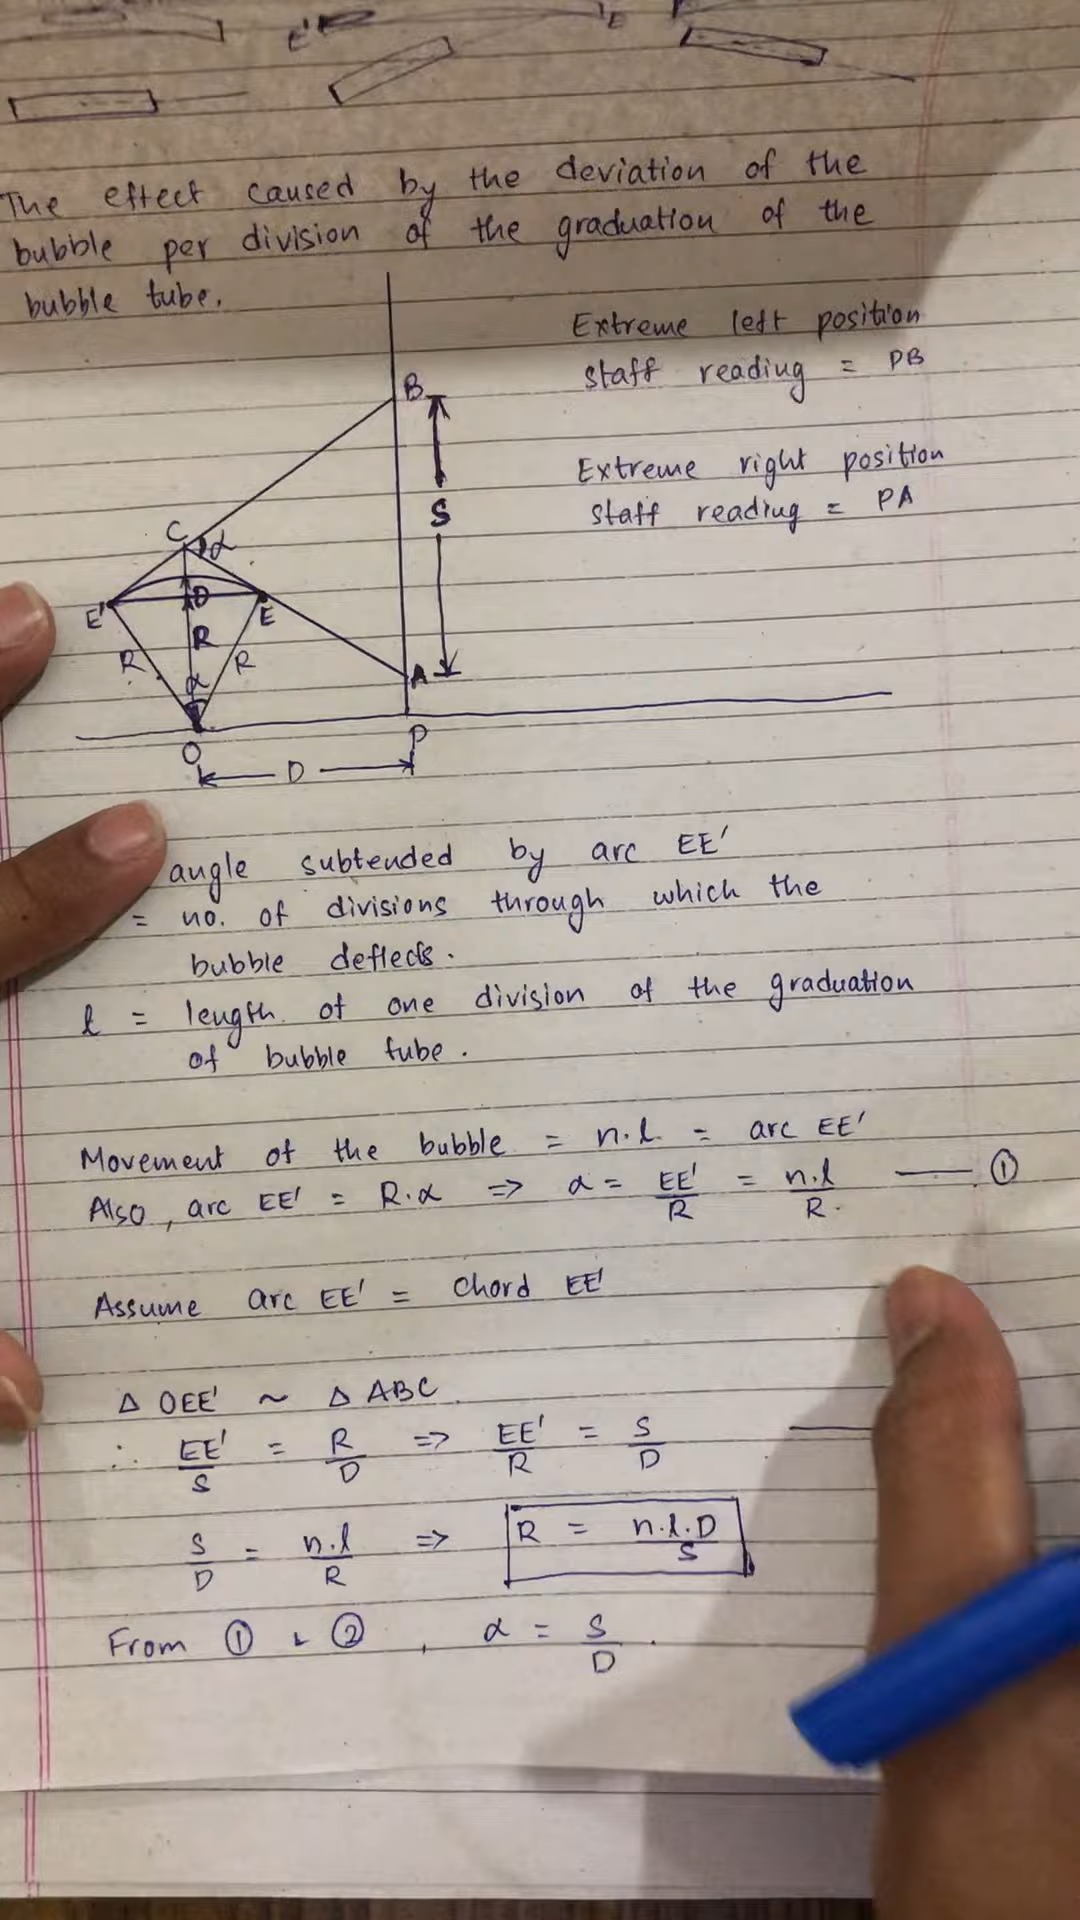 E' E
The effect caused by the deviation of the
bubble per division of the graduation of the
bubble tube.
Extreme left position
staff reading = PB
Extreme right position
staff reading = PA
B
S
C α
E' D E
R R R
α
A
O P
D
angle subtended by arc EE'
= no. of divisions through which the
bubble deflects.
l = length of one division of the graduation
of bubble tube.
Movement of the bubble = n.l. = arc EE'
Also, arc EE' = R.α => α = EE'/R = n.l/R. — ①
Assume arc EE' = chord EE'
Δ OEE' ~ Δ ABC.
∴ EE'/S = R/D => EE'/R = S/D —
S/D = n.l/R => R = n.l.D/S
From ① & ②, α = S/D.